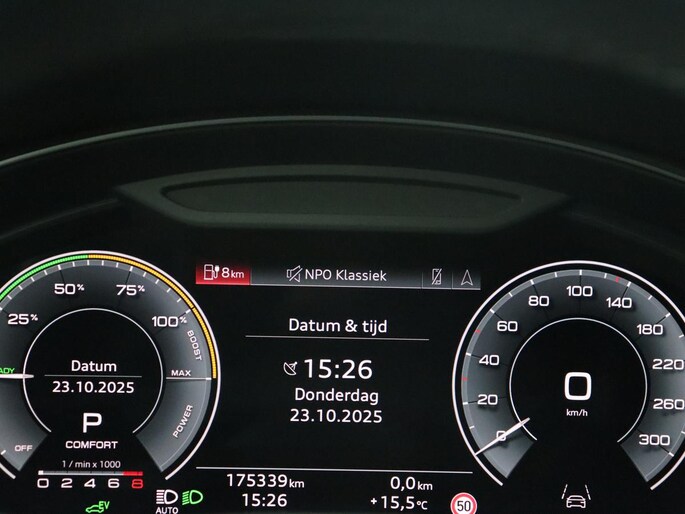 8 km
NPO Klassiek
Datum & tijd
15:26
Donderdag
23.10.2025
175339 km
0,0 km
15:26
+15,5 °C
50
25%
50%
75%
100%
BOOST
MAX
POWER
OFF
ADY
Datum
23.10.2025
P
COMFORT
1 / min x 1000
0 2 4 6 8
EV
AUTO
0
20
40
60
80
100
140
180
220
260
300
0
km/h